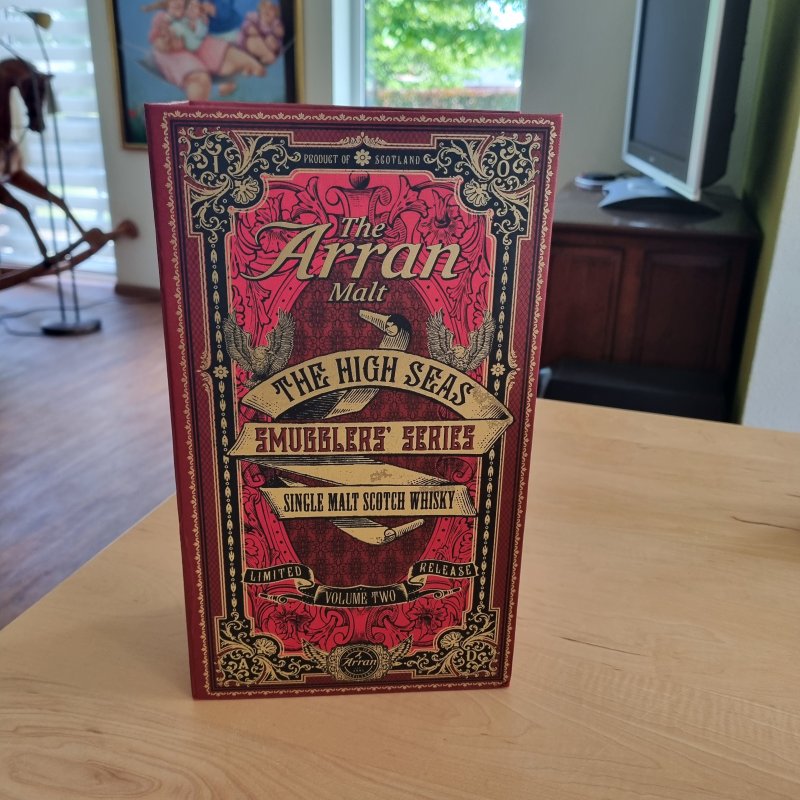 PRODUCT OF SCOTLAND
The
Arran
Malt
THE HIGH SEAS
SMUGGLERS' SERIES
SINGLE MALT SCOTCH WHISKY
LIMITED RELEASE
VOLUME TWO
Arran